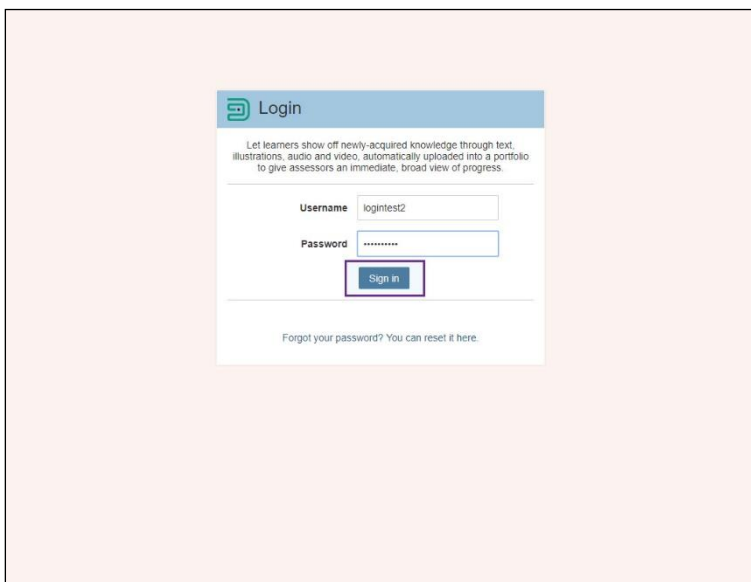 Login
Let learners show off newly-acquired knowledge through text,
illustrations, audio and video, automatically uploaded into a portfolio
to give assessors an immediate, broad view of progress.
Username logintest2
Password ••••••••••
Sign in
Forgot your password? You can reset it here.